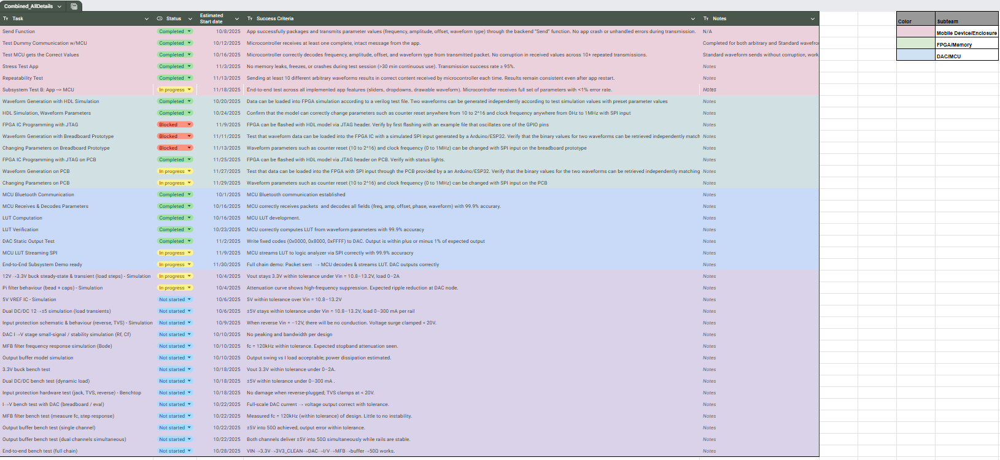 Combined_AllDetails
Task Status Estimated Start date Success Criteria Notes
Send Function Completed 10/8/2025 App successfully packages and transmits parameter values (frequency, amplitude, offset, waveform type) through the backend "Send" function. No app crash or unhandled errors during transmission. N/A
Test Dummy Communication w/MCU Completed 10/12/2025 Microcontroller receives at least one complete, intact message from the app. Completed for both arbitrary and Standard wavefro
Test MCU gets the Correct Values Completed 10/16/2025 Microcontroller correctly decodes frequency, amplitude, offset, and waveform type from transmitted packet. No corruption in received values across 10+ repeated transmissions. Standard waveform sends without corruption, work
Stress Test App Completed 11/3/2025 No memory leaks, freezes, or crashes during test session (>30 min continuous use). Transmission success rate ≥ 95%. Notes
Repeatability Test Completed 11/13/2025 Sending at least 10 different arbitrary waveforms results in correct content received by microcontroller each time. Results remain consistent even after app restart. Notes
Subsystem Test B: App --> MCU In progress 11/18/2025 End-to-end test across all implemented app features (sliders, dropdowns, drawable waveform). Microcontroller receives full set of parameters with <1% error rate. Notes
Waveform Generation with HDL Simulation Completed 10/20/2025 Data can be loaded into FPGA simulation according to a verilog test file. Two waveforms can be generated independently according to test simulation values with preset parameter values Notes
HDL Simulation, Waveform Parameters Completed 10/24/2025 Confirm that the model can correctly change parameters such as counter reset anywhere from 10 to 2^16 and clock frequency anywhere from 0Hz to 1MHz with SPI input Notes
FPGA IC Programming with JTAG Blocked 11/9/2025 FPGA can be flashed with HDL model via JTAG header. Verify by first flashing with an example file that oscillates one of the GPIO pins Notes
Waveform Generation with Breadboard Prototype Blocked 11/11/2025 Test that waveform data can be loaded into the FPGA IC with a simulated SPI input generated by a Arduino/ESP32. Verify that the binary values for two waveforms can be retrieved independently match Notes
Changing Parameters on Breadboard Prototype Blocked 11/13/2025 Waveform parameters such as counter reset (10 to 2^16) and clock frequency (0 to 1MHz) can be changed with SPI input on the breadboard prototype Notes
FPGA IC Programming with JTAG on PCB Completed 11/25/2025 FPGA can be flashed with HDL model via JTAG header on PCB. Verify with status lights. Notes
Waveform Generation on PCB In progress 11/27/2025 Test that data can be loaded into the FPGA with SPI input through the PCB provided by a an Arduino/ESP32. Verify that the binary values for the two waveforms can be retrieved independently matching Notes
Changing Parameters on PCB In progress 11/29/2025 Waveform parameters such as counter reset (10 to 2^16) and clock frequency (0 to 1MHz) can be changed with SPI input on the PCB Notes
MCU Bluetooth Communication Completed 10/1/2025 MCU Bluetooth communication established Notes
MCU Receives & Decodes Parameters Completed 10/16/2025 MCU correctly receives packets and decodes all fields (freq, amp, offset, phase, waveform) with 99.9% accurary. Notes
LUT Computation Completed 10/16/2025 MCU LUT development. Notes
LUT Verification Completed 10/23/2025 MCU correctly computes LUT from waveform parameters with 99.9% accuracy Notes
DAC Static Output Test Completed 11/2/2025 Write fixed codes (0x0000, 0x8000, 0xFFFF) to DAC. Output is within plus or minus 1% of expected output Notes
MCU LUT Streaming SPI In progress 11/9/2025 MCU streams LUT to logic analyzer via SPI correctly with 99.9% accuracry Notes
End-to-End Subsystem Demo ready In progress 11/30/2025 Full chain demo: Packet sent → MCU decodes & streams LUT. DAC outputs correctly Notes
12V→3.3V buck steady-state & transient (load steps) - Simulation In progress 10/4/2025 Vout stays 3.3V within tolerance under Vin = 10.8–13.2V, load 0–2A Notes
Pi filter behaviour (bead + caps) - Simulation In progress 10/4/2025 Attenuation curve shows high-frequency suppression. Expected ripple reduction at DAC node. Notes
5V VREF IC - Simulation Not started 10/6/2025 5V within tolerance over Vin = 10.8–13.2V Notes
Dual DC/DC 12→±5 simulation (load transients) Not started 10/6/2025 ±5V stays within tolerance under Vin = 10.8–13.2V, load 0–300 mA per rail Notes
Input protection schematic & behaviour (reverse, TVS) - Simulation Not started 10/9/2025 When reverse Vin = −12V, there will be no conduction. Voltage surge clamped < 20V. Notes
DAC I→V stage small-signal / stability simulation (Rf, Cf) Not started 10/10/2025 No peaking and bandwidth per design Notes
MFB filter frequency response simulation (Bode) Not started 10/10/2025 fc = 120kHz within tolerance. Expected stopband attenuation seen. Notes
Output buffer model simulation Not started 10/10/2025 Output swing vs I load acceptable; power dissipation estimated. Notes
3.3V buck bench test Not started 10/18/2025 Vout 3.3V within tolerance under 0–2A. Notes
Dual DC/DC bench test (dynamic load) Not started 10/18/2025 ±5V within tolerance under 0–300 mA . Notes
Input protection hardware test (jack, TVS, reverse) - Benchtop Not started 10/18/2025 No damage when reverse-plugged; TVS clamps at < 20V. Notes
I→V bench test with DAC (breadboard / eval) Not started 10/22/2025 Full-scale DAC current → voltage output correct with tolerance. Notes
MFB filter bench test (measure fc, step response) Not started 10/22/2025 Measured fc = 120kHz (within tolerance) of design. Little to no instability. Notes
Output buffer bench test (single channel) Not started 10/22/2025 ±5V into 50Ω achieved, output error within tolerance. Notes
Output buffer bench test (dual channels simultaneous) Not started 10/22/2025 Both channels deliver ±5V into 50Ω simultaneously while rails are stable. Notes
End-to-end bench test (full chain) Not started 10/28/2025 VIN→3.3V→3V3_CLEAN→DAC→I/V→MFB→buffer→50Ω works. Notes
Color Subteam
Mobile Device/Enclosure
FPGA/Memory
DAC/MCU